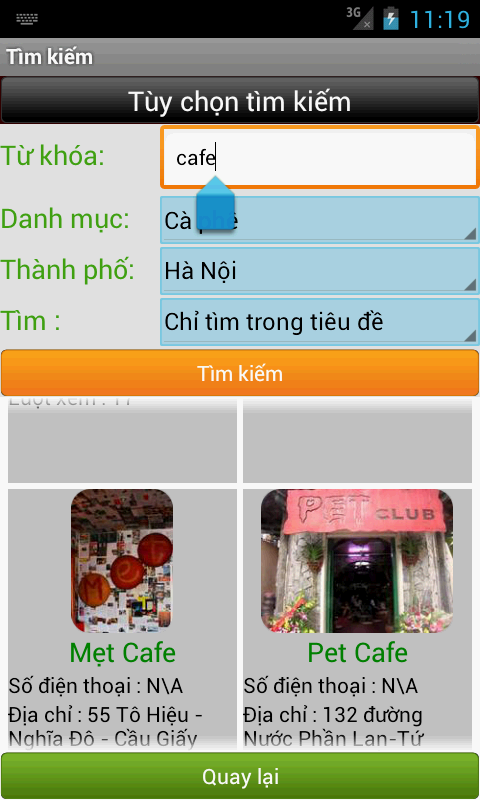 3G 11:19
Tìm kiếm
Tùy chọn tìm kiếm
Từ khóa: cafe
Danh mục: Cà phê
Thành phố: Hà Nội
Tìm : Chỉ tìm trong tiêu đề
Tìm kiếm
Lượt xem : 11
PET CLUB
Mẹt
Mẹt Cafe
Pet Cafe
Số điện thoại : N\A
Số điện thoại : N\A
Địa chỉ : 55 Tô Hiệu -
Nghĩa Đô - Cầu Giấy
Địa chỉ : 132 đường
Nước Phần Lan-Tứ
Quay lại